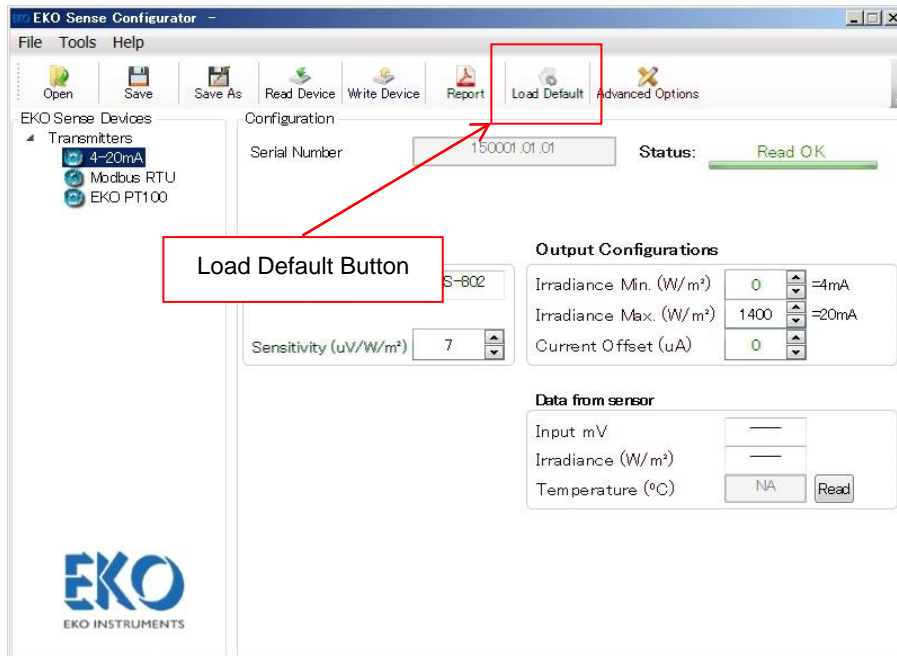 EKO EKO Sense Configurator -
File Tools Help
Open Save Save As Read Device Write Device Report Load Default Advanced Options
EKO Sense Devices
Transmitters
4-20mA
Modbus RTU
EKO PT100
Configuration
Serial Number 150001.01.01 Status: Read OK
Load Default Button
S-802
Sensitivity (uV/W/m²) 7
Output Configurations
Irradiance Min. (W/m²) 0 =4mA
Irradiance Max. (W/m²) 1400 =20mA
Current Offset (uA) 0
Data from sensor
Input mV —
Irradiance (W/m²) —
Temperature (ºC) NA Read
EKO
EKO INSTRUMENTS